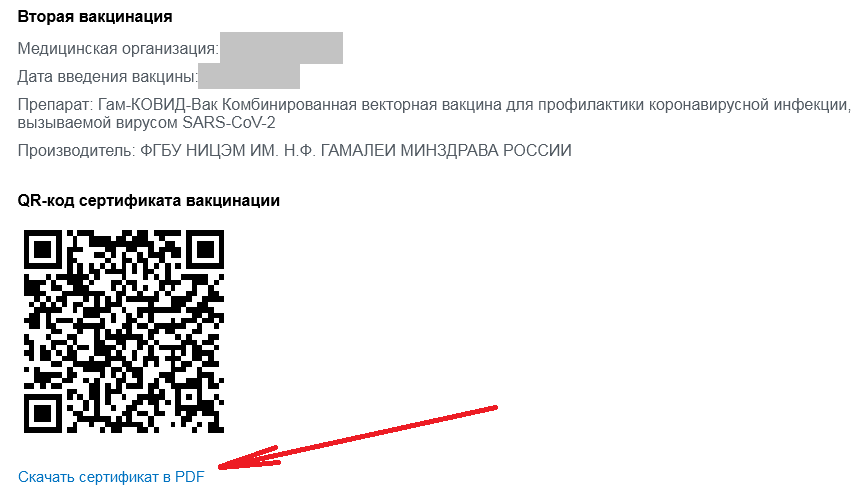 Вторая вакцинация
Медицинская организация:
Дата введения вакцины:
Препарат: Гам-КОВИД-Вак Комбинированная векторная вакцина для профилактики коронавирусной инфекции,
вызываемой вирусом SARS-CoV-2
Производитель: ФГБУ НИЦЭМ ИМ. Н.Ф. ГАМАЛЕИ МИНЗДРАВА РОССИИ
QR-код сертификата вакцинации
Скачать сертификат в PDF